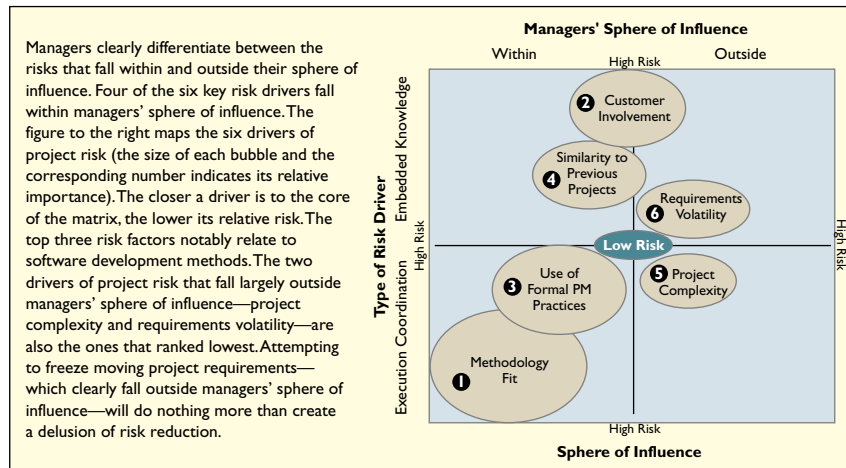 Managers clearly differentiate between the
risks that fall within and outside their sphere of
influence. Four of the six key risk drivers fall
within managers' sphere of influence. The
figure to the right maps the six drivers of
project risk (the size of each bubble and the
corresponding number indicates its relative
importance). The closer a driver is to the core
of the matrix, the lower its relative risk. The
top three risk factors notably relate to
software development methods. The two
drivers of project risk that fall largely outside
managers' sphere of influence—project
complexity and requirements volatility—are
also the ones that ranked lowest. Attempting
to freeze moving project requirements—
which clearly fall outside managers' sphere of
influence—will do nothing more than create
a delusion of risk reduction.
Managers' Sphere of Influence
Within
Outside
High Risk
Type of Risk Driver
Embedded Knowledge
Execution Coordination
High Risk
High Risk
2 Customer
Involvement
Similarity to
4 Previous
Projects
Requirements
6 Volatility
Low Risk
Use of
3 Formal PM
Practices
5 Project
Complexity
Methodology
1 Fit
High Risk
Sphere of Influence